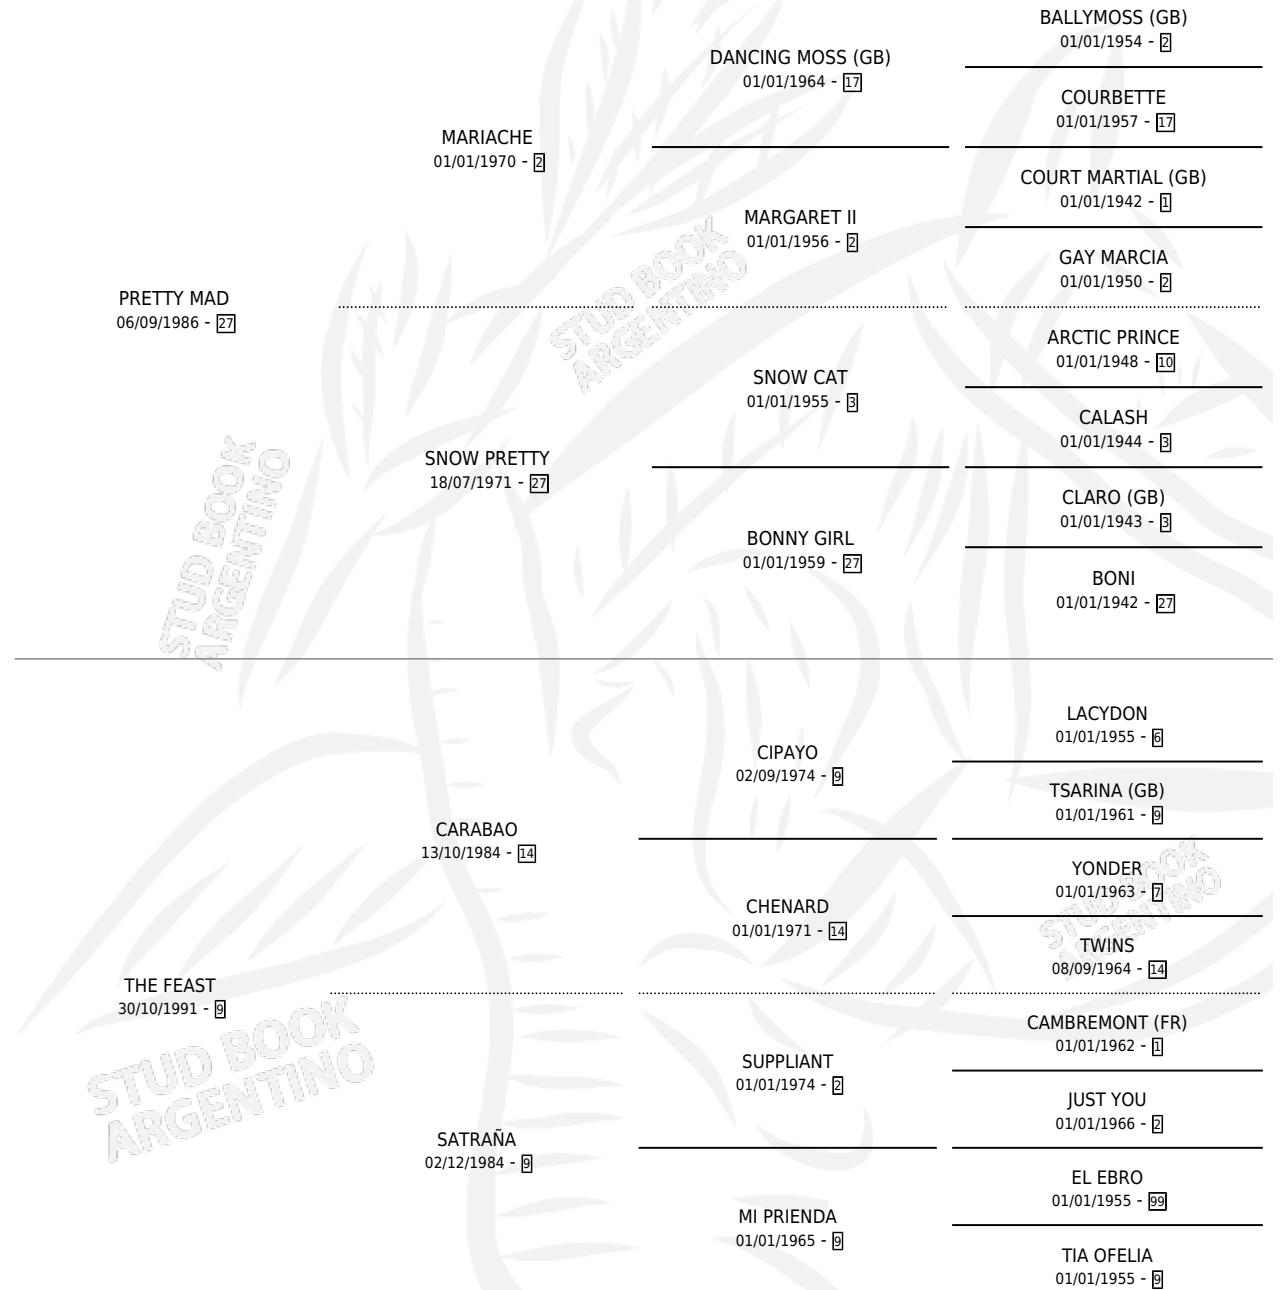 BALLYMOSS (GB)
01/01/1954 - 2
DANCING MOSS (GB)
01/01/1964 - 17
COURBETTE
01/01/1957 - 17
MARIACHE
01/01/1970 - 2
COURT MARTIAL (GB)
01/01/1942 - 1
MARGARET II
01/01/1956 - 2
GAY MARCIA
01/01/1950 - 2
PRETTY MAD
06/09/1986 - 27
STUD BOOK
ARGENTINO
ARCTIC PRINCE
01/01/1948 - 10
SNOW CAT
01/01/1955 - 3
CALASH
01/01/1944 - 3
SNOW PRETTY
18/07/1971 - 27
CLARO (GB)
01/01/1943 - 3
BONNY GIRL
01/01/1959 - 27
BONI
01/01/1942 - 27
STUD BOOK
ARGENTINO
LACYDON
01/01/1955 - 6
CIPAYO
02/09/1974 - 9
TSARINA (GB)
01/01/1961 - 9
CARABAO
13/10/1984 - 14
YONDER
01/01/1963 - 7
CHENARD
01/01/1971 - 14
TWINS
08/09/1964 - 14
STUD BOOK
ARGENTINO
THE FEAST
30/10/1991 - 9
CAMBREMONT (FR)
01/01/1962 - 1
SUPPLIANT
01/01/1974 - 2
JUST YOU
01/01/1966 - 2
STUD BOOK
ARGENTINO
SATRAÑA
02/12/1984 - 9
EL EBRO
01/01/1955 - 99
MI PRIENDA
01/01/1965 - 9
TIA OFELIA
01/01/1955 - 9